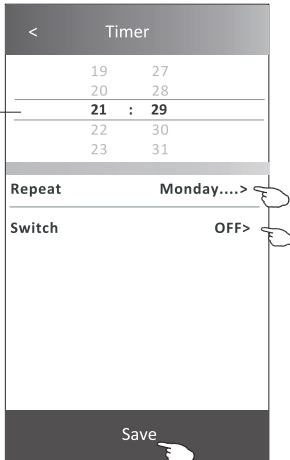 < Timer
19 27
20 28
21 : 29
22 30
23 31
Repeat Monday....>
Switch OFF>
Save